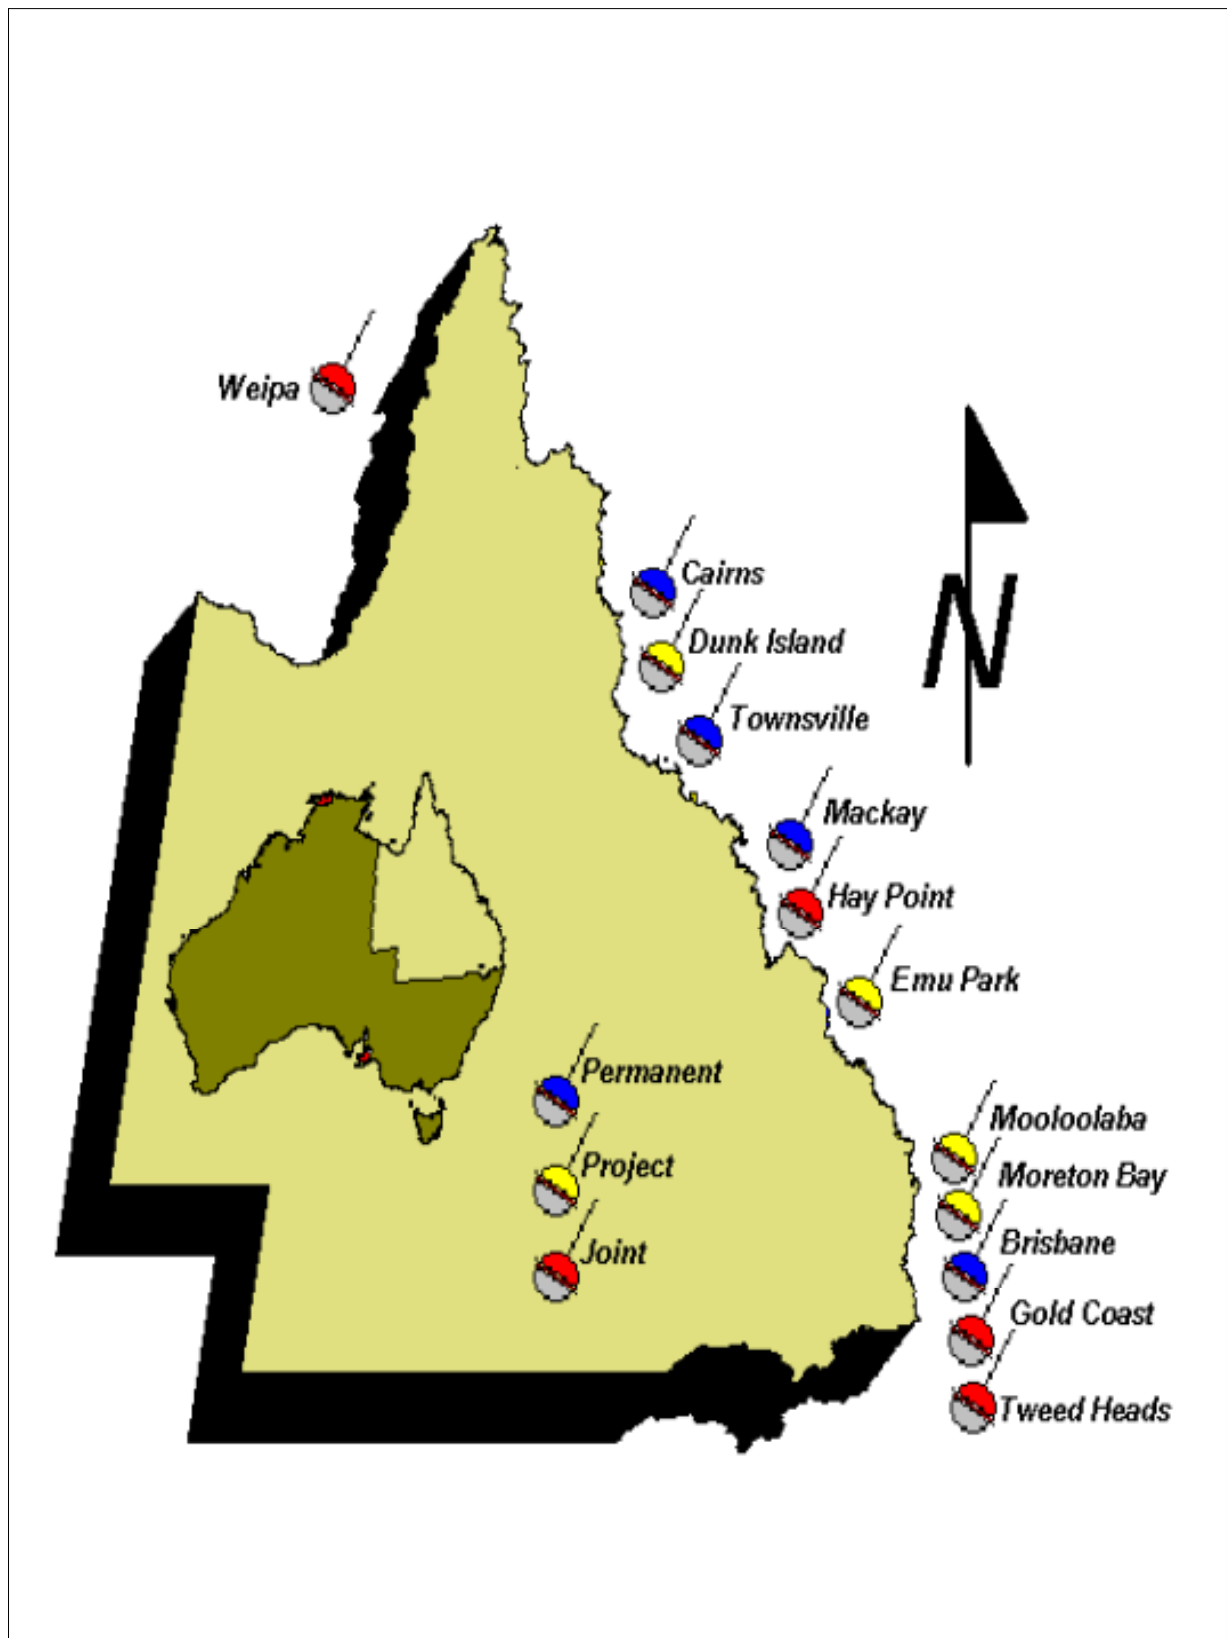 Weipa
Cairns
Dunk Island
N
Townsville
Mackay
Hay Point
Emu Park
Permanent
Mooloolaba
Project
Moreton Bay
Joint
Brisbane
Gold Coast
Tweed Heads